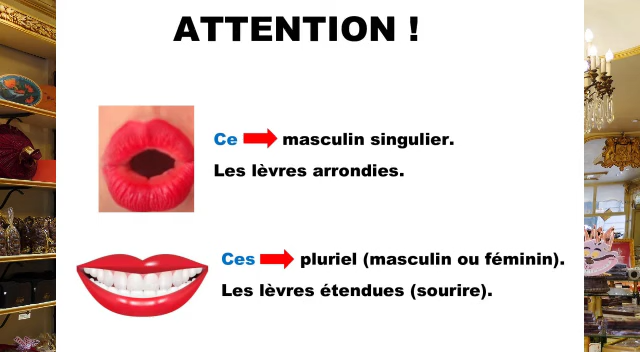 ATTENTION !
Ce masculin singulier.
Les lèvres arrondies.
Ces pluriel (masculin ou féminin).
Les lèvres étendues (sourire).